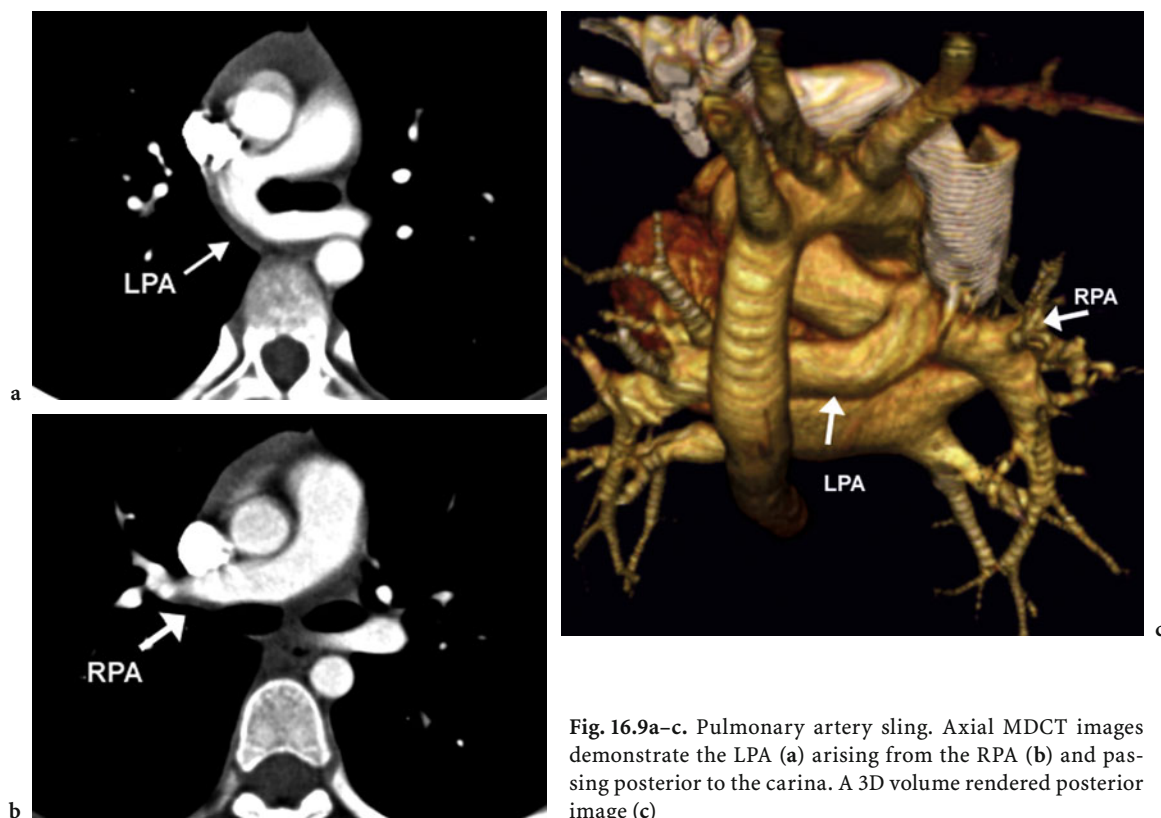 LPA
a
RPA
b
RPA
LPA
c
Fig. 16.9a–c. Pulmonary artery sling. Axial MDCT images
demonstrate the LPA (a) arising from the RPA (b) and pas-
sing posterior to the carina. A 3D volume rendered posterior
image (c)